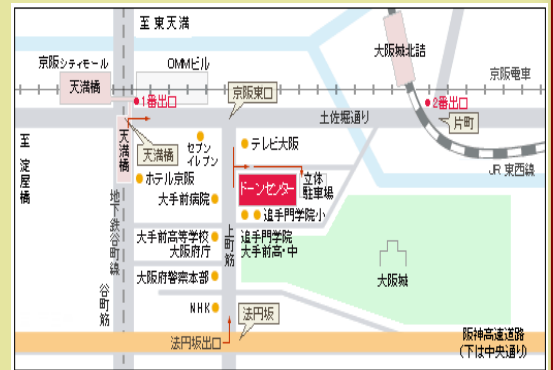 至 東天満
京阪シティモール
OMMビル
天満橋
大阪城北詰
京阪電車
1番出口
京阪東口
2番出口
土佐堀通り
片町
至 淀屋橋
天満橋
天満橋
セブン
イレブン
テレビ大阪
JR 東西線
ホテル京阪
ドーンセンター
立体
駐車場
大手前病院
追手門学院小
地下鉄谷町線
上町筋
大手前高等学校
大阪府庁
追手門学院
大手前高・中
大阪府警察本部
大阪城
谷町筋
NHK
法円坂
法円坂出口
阪神高速道路
(下は中央通り)